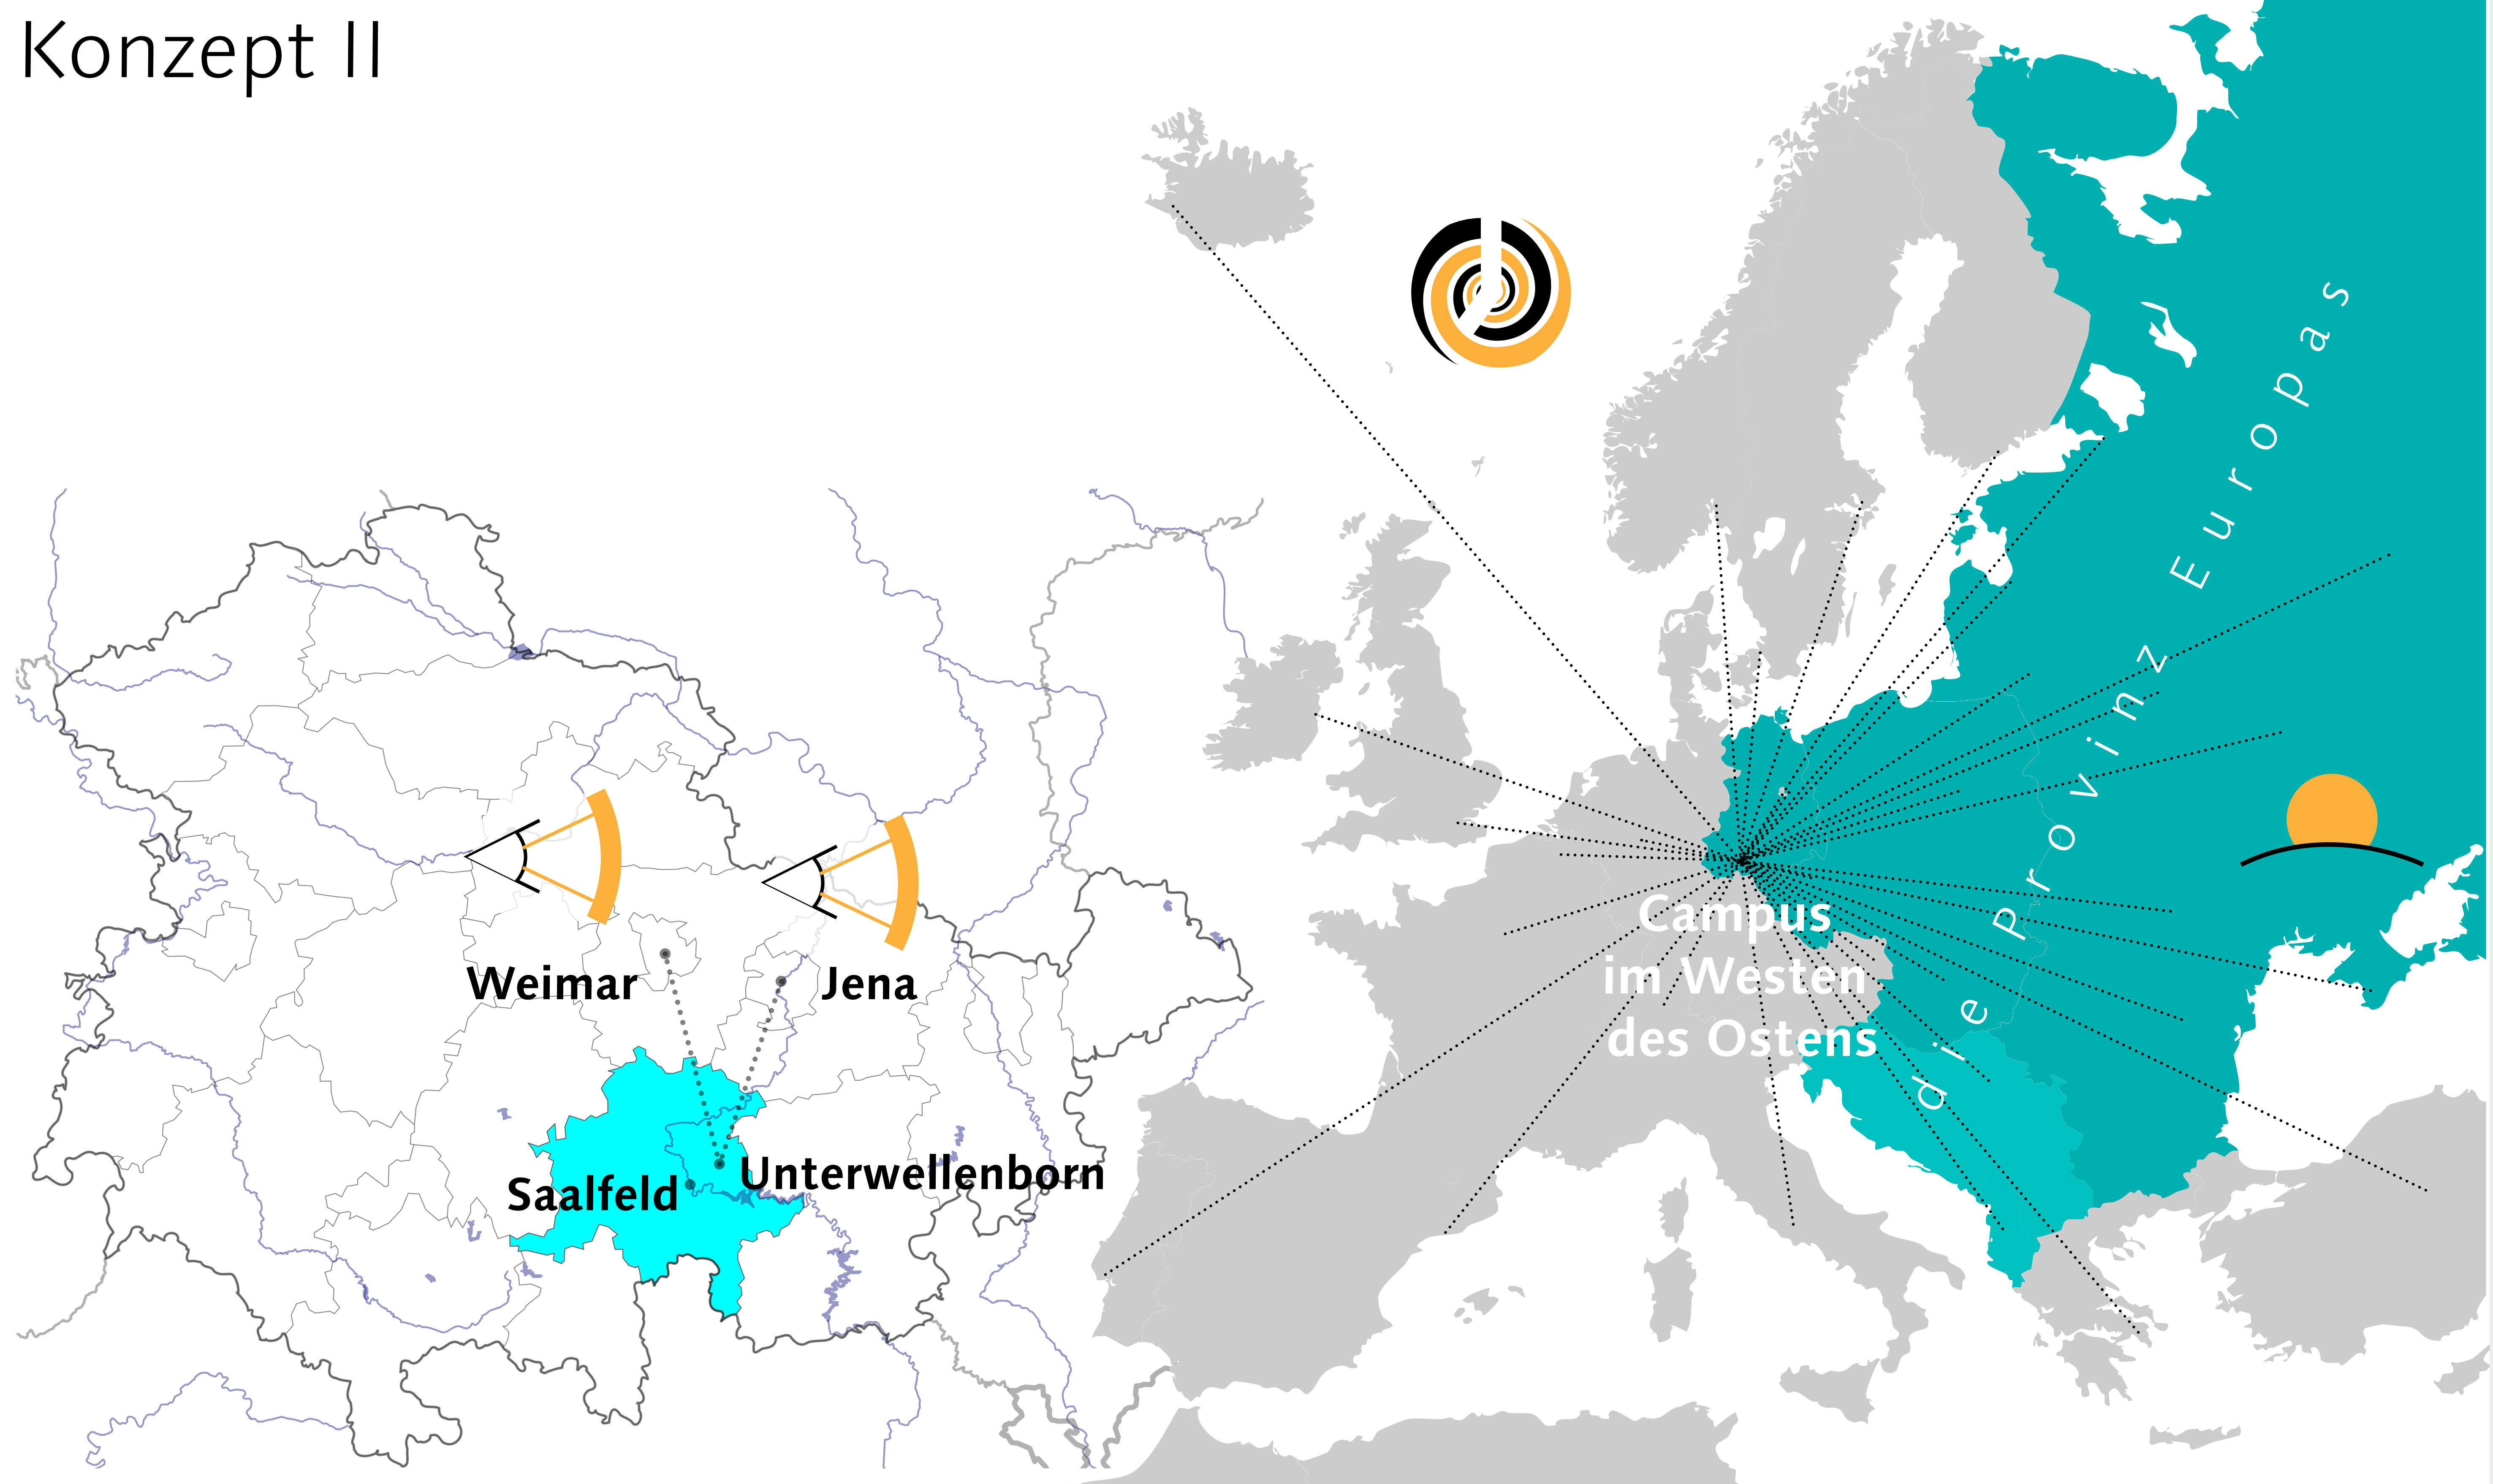 Konzept II
Weimar
Jena
Saalfeld
Unterwellenborn
Campus
im Westen
des Ostens
die Provinz Europas